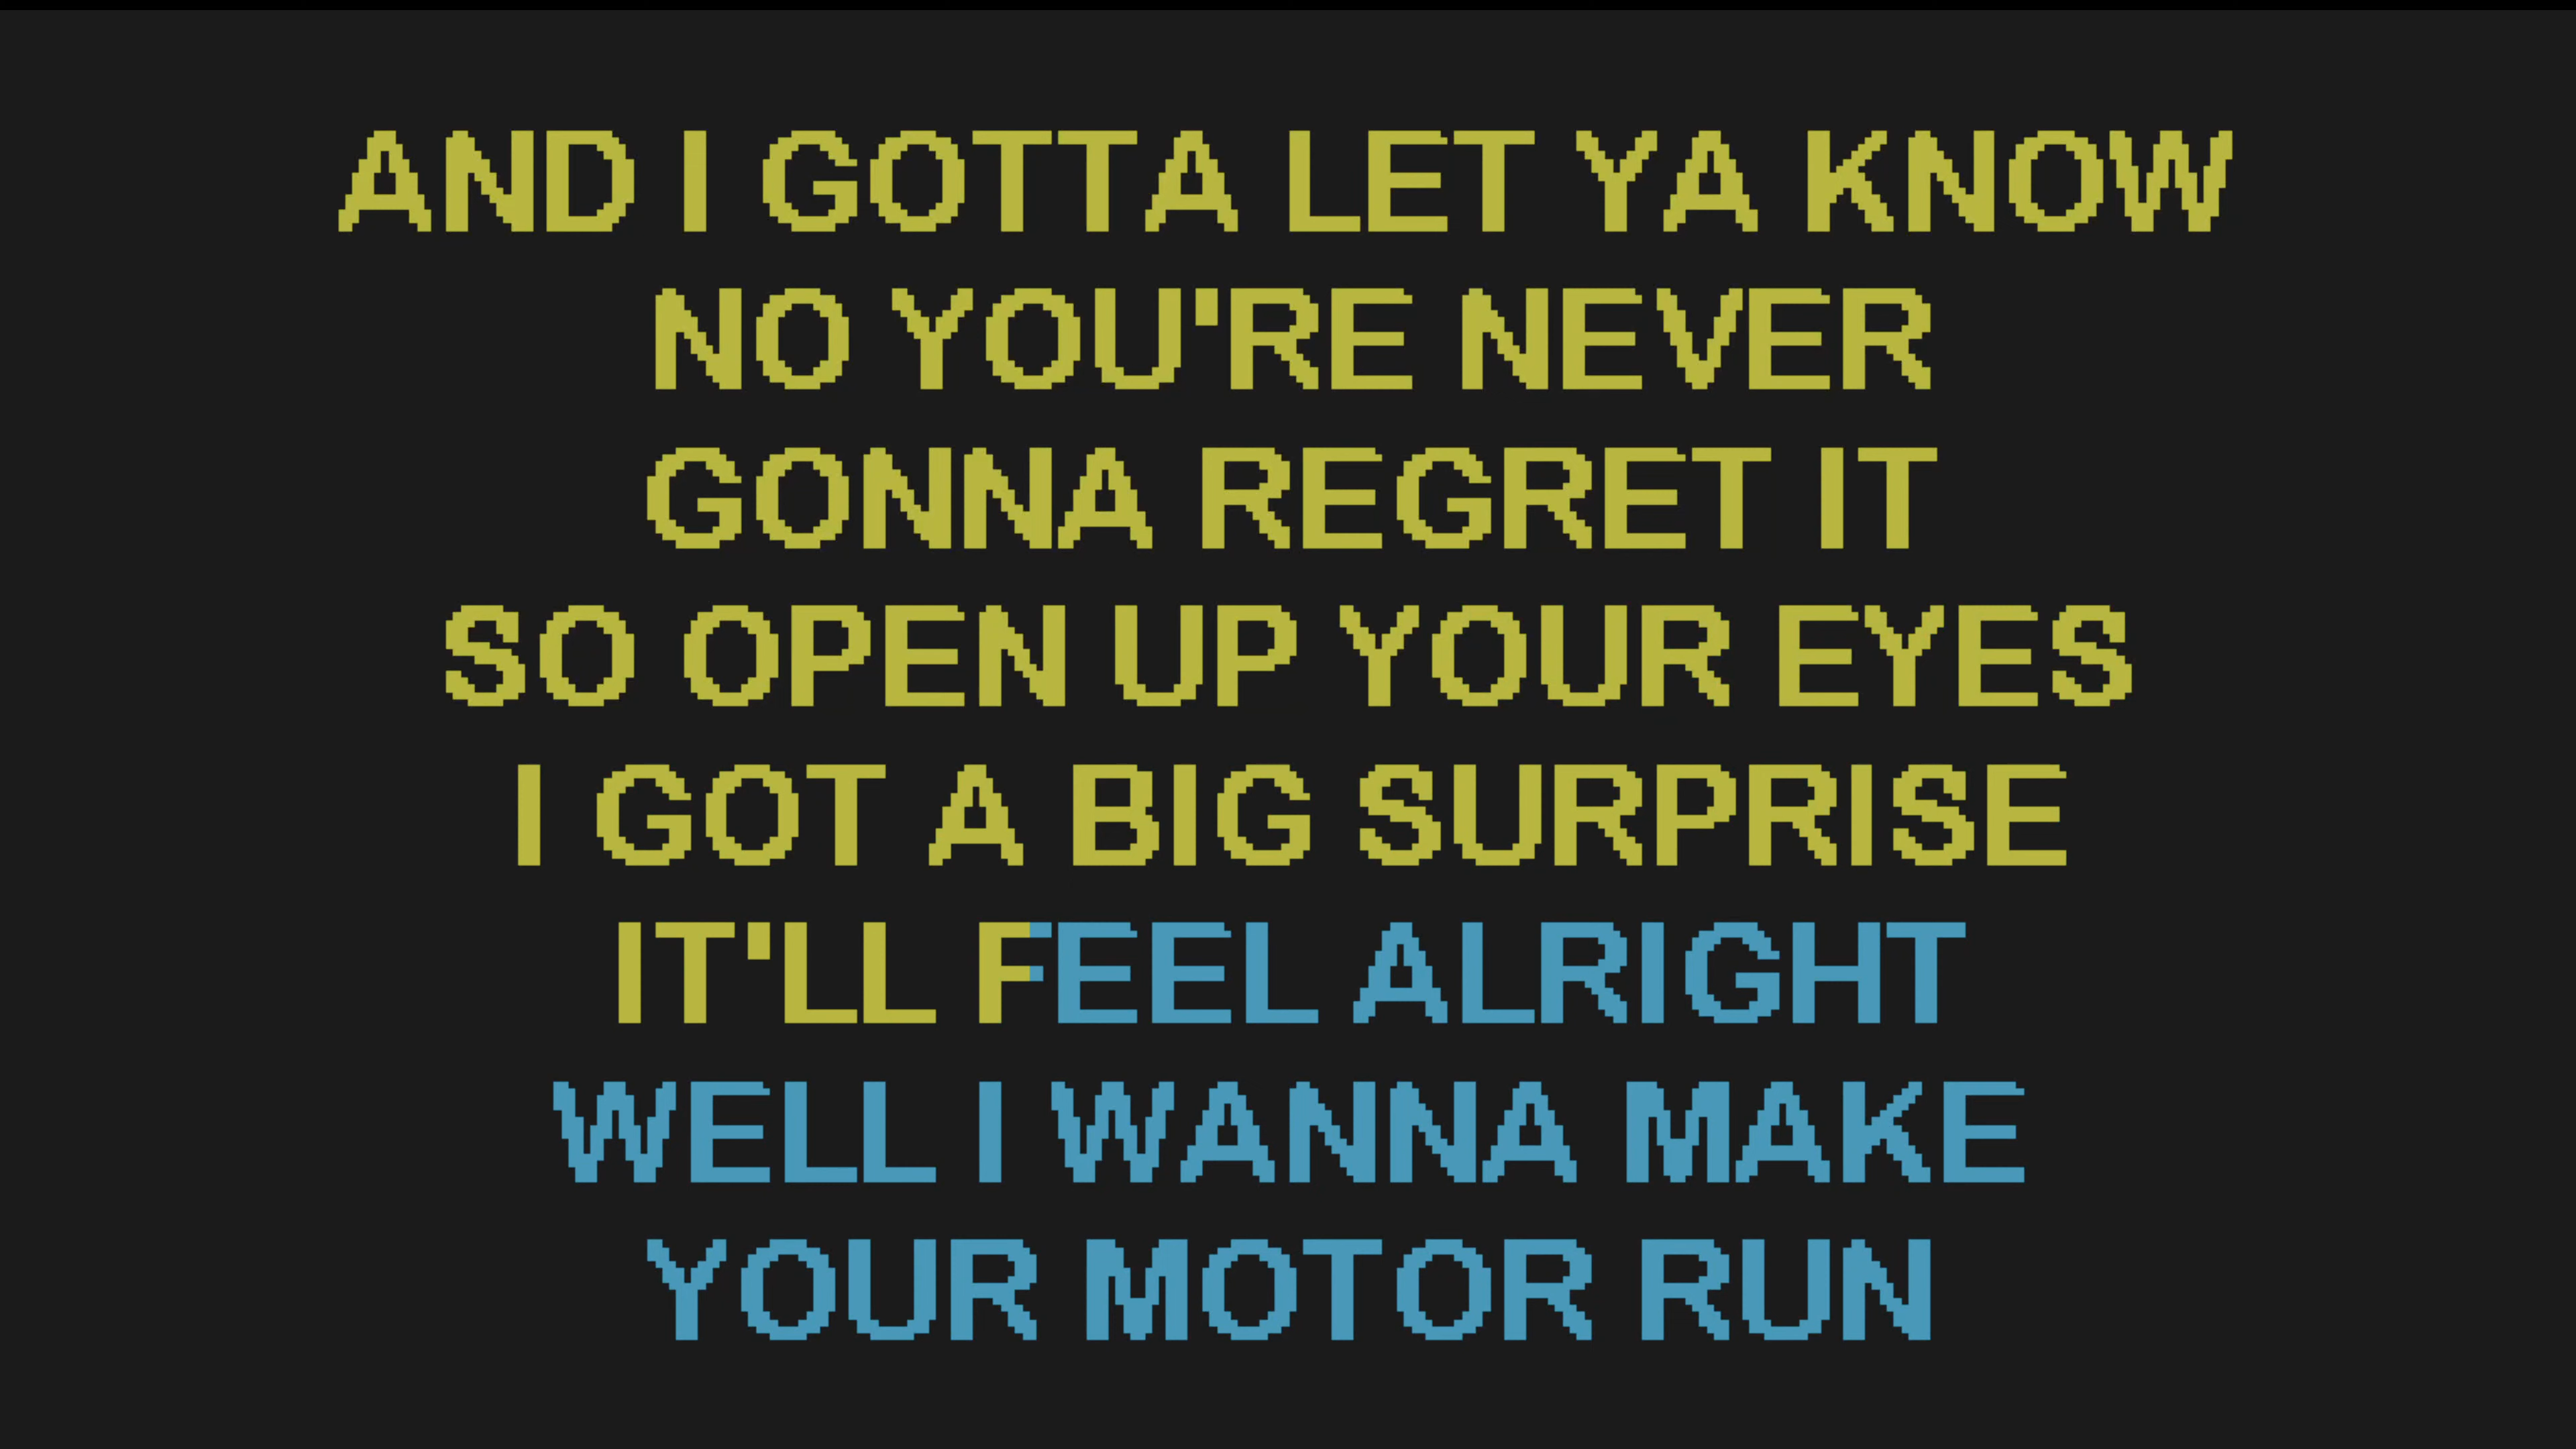 AND I GOTTA LET YA KNOW
NO YOU'RE NEVER
GONNA REGRET IT
SO OPEN UP YOUR EYES
I GOT A BIG SURPRISE
IT'LL FEEL ALRIGHT
WELL I WANNA MAKE
YOUR MOTOR RUN